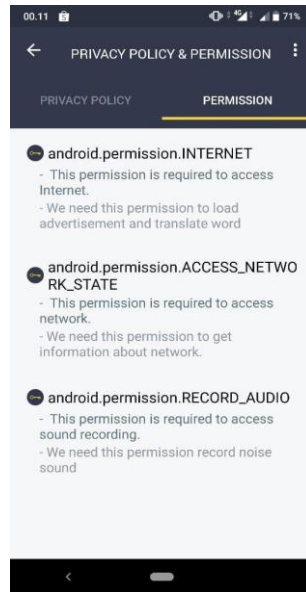 00.11 4G 71%
PRIVACY POLICY & PERMISSION
PRIVACY POLICY PERMISSION
android.permission.INTERNET
- This permission is required to access
Internet.
- We need this permission to load
advertisement and translate word
android.permission.ACCESS_NETWO
RK_STATE
- This permission is required to access
network.
- We need this permission to get
information about network.
android.permission.RECORD_AUDIO
- This permission is required to access
sound recording.
- We need this permission record noise
sound